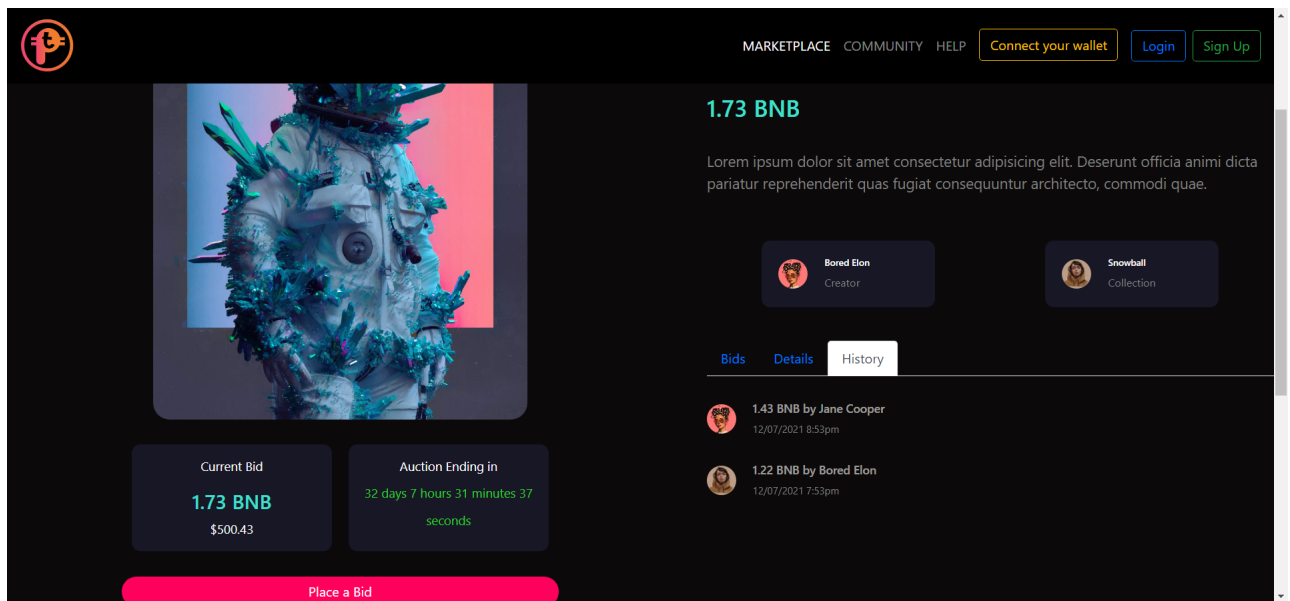 MARKETPLACE COMMUNITY HELP Connect your wallet Login Sign Up
1.73 BNB
Lorem ipsum dolor sit amet consectetur adipisicing elit. Deserunt officia animi dicta
pariatur reprehenderit quas fugiat consequuntur architecto, commodi quae.
Bored Elon
Creator
Snowball
Collection
Bids Details History
1.43 BNB by Jane Cooper
12/07/2021 8:53pm
1.22 BNB by Bored Elon
12/07/2021 7:53pm
Current Bid
1.73 BNB
$500.43
Auction Ending in
32 days 7 hours 31 minutes 37
seconds
Place a Bid